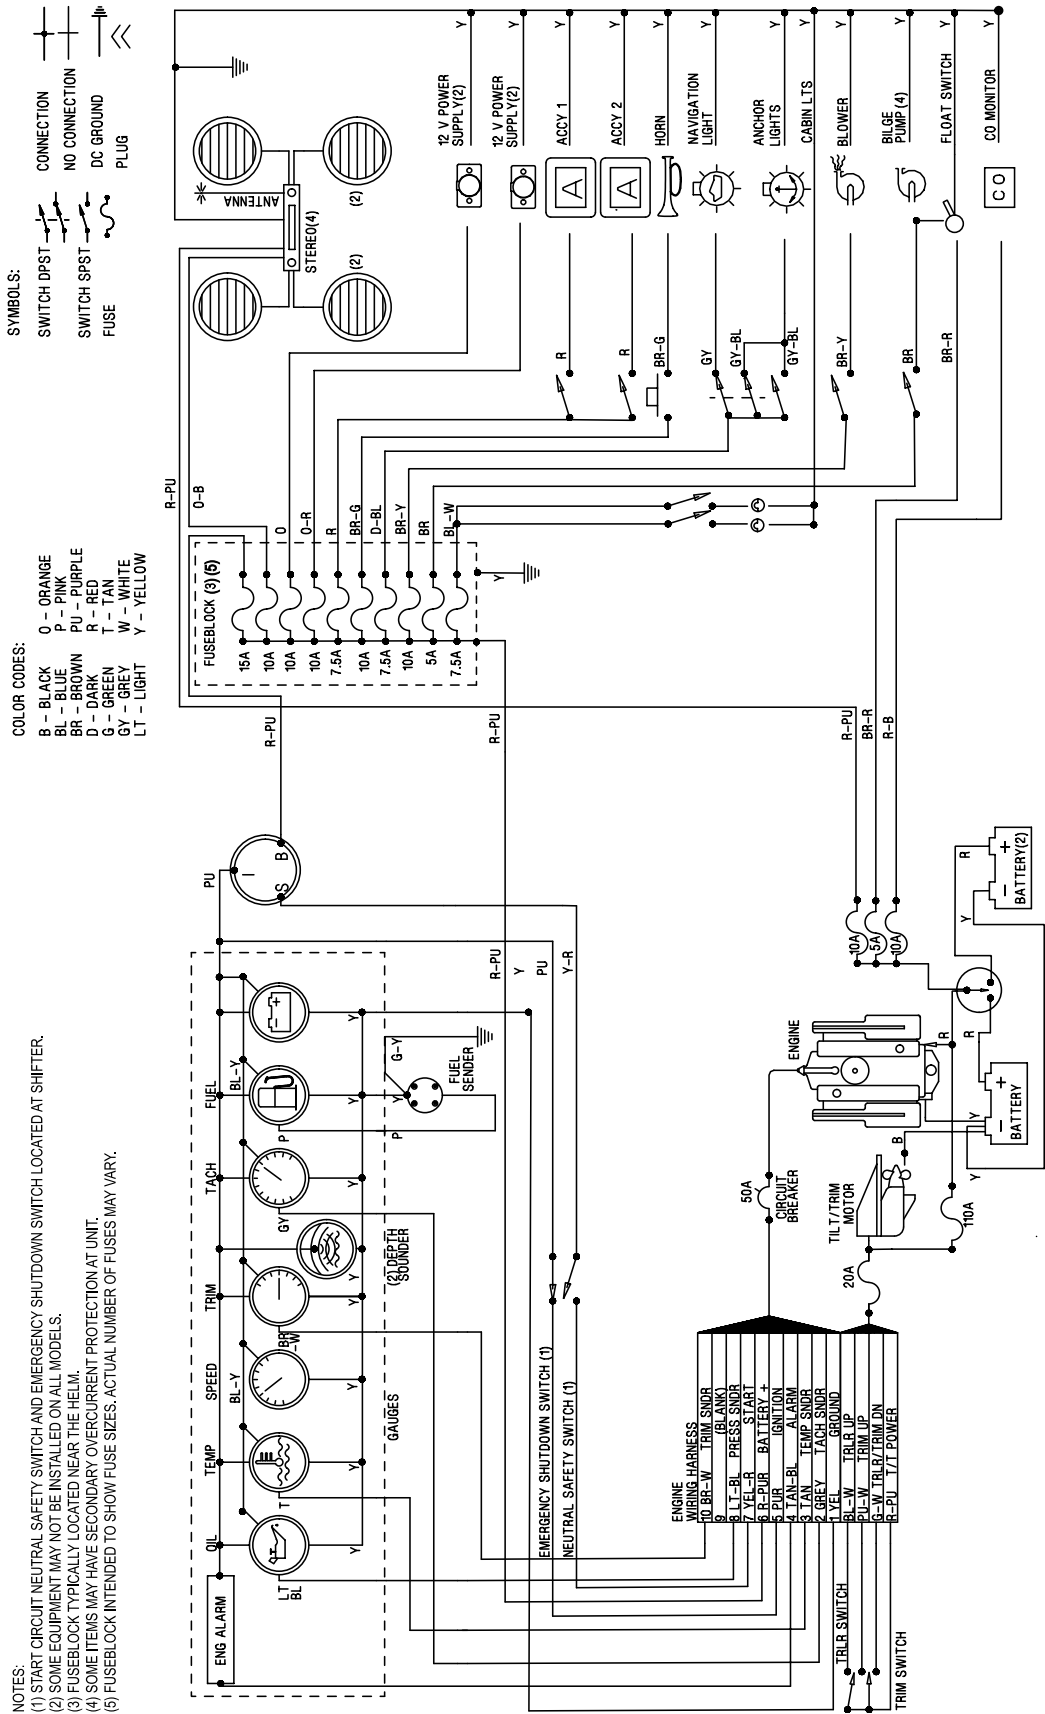 NOTES:
(1) START CIRCUIT NEUTRAL SAFETY SWITCH AND EMERGENCY SHUTDOWN SWITCH LOCATED AT SHIFTER.
(2) SOME EQUIPMENT MAY NOT BE INSTALLED ON ALL MODELS.
(3) FUSEBLOCK TYPICALLY LOCATED NEAR THE HELM.
(4) SOME ITEMS MAY HAVE SECONDARY OVERCURRENT PROTECTION AT UNIT.
(5) FUSEBLOCK INTENDED TO SHOW FUSE SIZES. ACTUAL NUMBER OF FUSES MAY VARY.
COLOR CODES:
B - BLACK
BL - BLUE
BR - BROWN
D - DARK
G - GREEN
GY - GREY
LT - LIGHT
O - ORANGE
P - PINK
PU - PURPLE
R - RED
T - TAN
W - WHITE
Y - YELLOW
SYMBOLS:
SWITCH DPST
SWITCH SPST
FUSE
CONNECTION
NO CONNECTION
DC GROUND
PLUG
ENG ALARM
OIL
TEMP
SPEED
TRIM
TACH
FUEL
PU
BL-Y
BL-Y
LT
BL
T
BR
-W
GY
P
Y
Y
Y
Y
Y
Y
Y
Y
(2) DEPTH
SOUNDER
GAUGES
P
Y
G-Y
FUEL
SENDER
I
B
S
R-PU
R-PU
R-PU
Y
PU
Y-R
EMERGENCY SHUTDOWN SWITCH (1)
NEUTRAL SAFETY SWITCH (1)
ENGINE
WIRING HARNESS
10 BR-W TRIM SNDR
9 (BLANK)
8 LT-BL PRESS SNDR
7 YEL-R START
6 R-PUR BATTERY +
5 PUR IGNITION
4 TAN-BL ALARM
3 TAN TEMP SNDR
2 GREY TACH SNDR
1 YEL GROUND
BL-W TRLR UP
PU-W TRIM UP
G-W TRLR/TRIM DN
R-PU T/T POWER
TRLR SWITCH
TRIM SWITCH
50A
CIRCUIT
BREAKER
20A
TILT/TRIM
MOTOR
110A
B
ENGINE
R
R
Y
Y
BATTERY
- +
R
Y
BATTERY(2)
- +
10A
5A
10A
R-PU
BR-R
R-B
FUSEBLOCK (3) (5)
15A
10A
10A
10A
7.5A
10A
7.5A
10A
5A
7.5A
R-PU
O-B
O
O-R
R
BR-G
D-BL
BR-Y
BR
BL-W
Y
ANTENNA
STEREO(4)
(2)
(2)
R
R
BR-G
GY
GY-BL
GY-BL
BR-Y
BR
BR-R
A
A
C O
12 V POWER
SUPPLY(2)
12 V POWER
SUPPLY(2)
ACCY 1
ACCY 2
HORN
NAVIGATION
LIGHT
ANCHOR
LIGHTS
CABIN LTS
BLOWER
BILGE
PUMP (4)
FLOAT SWITCH
CO MONITOR
Y
Y
Y
Y
Y
Y
Y
Y
Y
Y
Y
Y